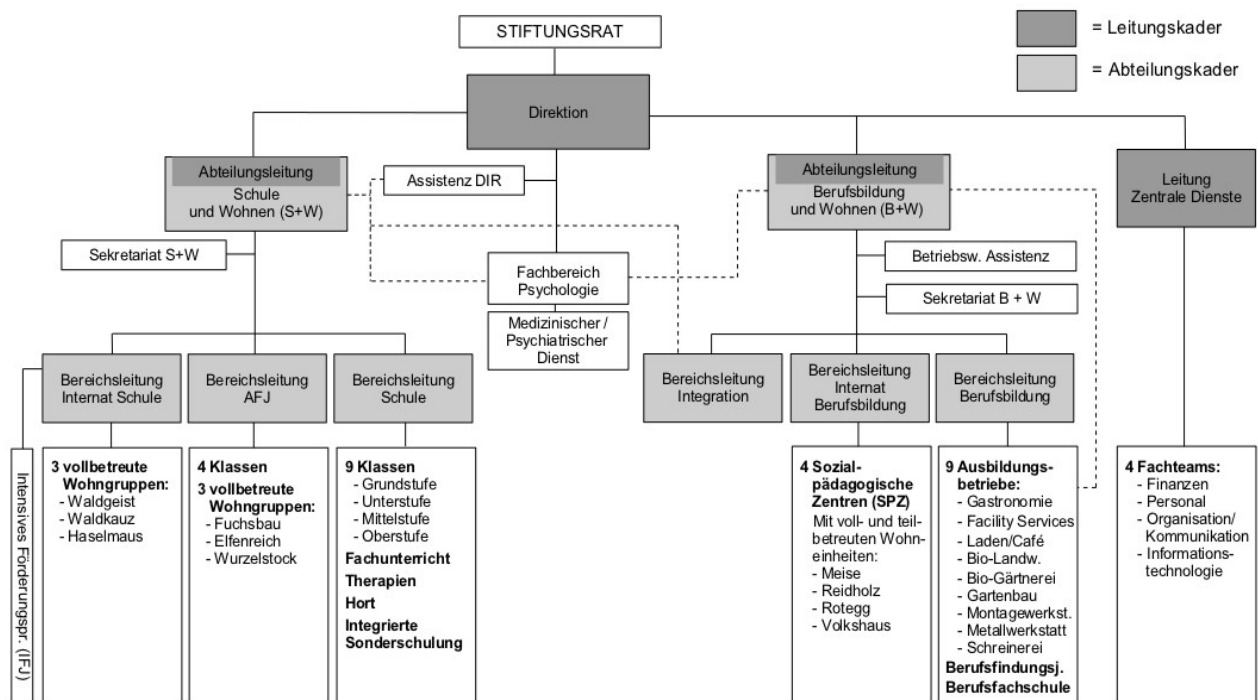 STIFTUNGSRAT
= Leitungskader
= Abteilungskader
Direktion
Abteilungsleitung
Schule
und Wohnen (S+W)
Assistenz DIR
Abteilungsleitung
Berufsbildung
und Wohnen (B+W)
Leitung
Zentrale Dienste
Sekretariat S+W
Fachbereich
Psychologie
Betriebsw. Assistenz
Sekretariat B + W
Medizinischer /
Psychiatrischer
Dienst
Bereichsleitung
Internat Schule
Bereichsleitung
AFJ
Bereichsleitung
Schule
Bereichsleitung
Integration
Bereichsleitung
Internat
Berufsbildung
Bereichsleitung
Berufsbildung
Intensives Förderungspr. (IFJ)
3 vollbetreute
Wohngruppen:
- Waldgeist
- Waldkauz
- Haselmaus
4 Klassen
3 vollbetreute
Wohngruppen:
- Fuchsbau
- Elfenreich
- Wurzelstock
9 Klassen
- Grundstufe
- Unterstufe
- Mittelstufe
- Oberstufe
Fachunterricht
Therapien
Hort
Integrierte
Sonderschulung
4 Sozial-
pädagogische
Zentren (SPZ)
Mit voll- und teil-
betreuten Wohn-
einheiten:
- Meise
- Reidholz
- Rotegg
- Volkshaus
9 Ausbildungs-
betriebe:
- Gastronomie
- Facility Services
- Laden/Café
- Bio-Landw.
- Bio-Gärtnerei
- Gartenbau
- Montagewerkst.
- Metallwerkstatt
- Schreinerei
Berufsfindungsj.
Berufsfachschule
4 Fachteams:
- Finanzen
- Personal
- Organisation/
Kommunikation
- Informations-
technologie